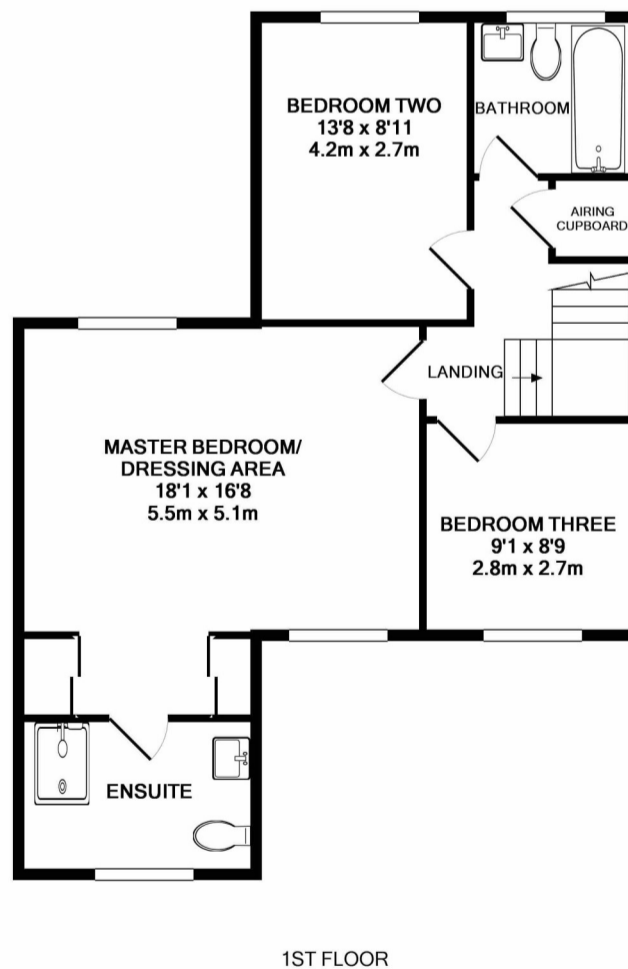 BEDROOM TWO
13'8 x 8'11
4.2m x 2.7m
BATHROOM
AIRING
CUPBOARD
LANDING
MASTER BEDROOM/
DRESSING AREA
18'1 x 16'8
5.5m x 5.1m
BEDROOM THREE
9'1 x 8'9
2.8m x 2.7m
ENSUITE
1ST FLOOR